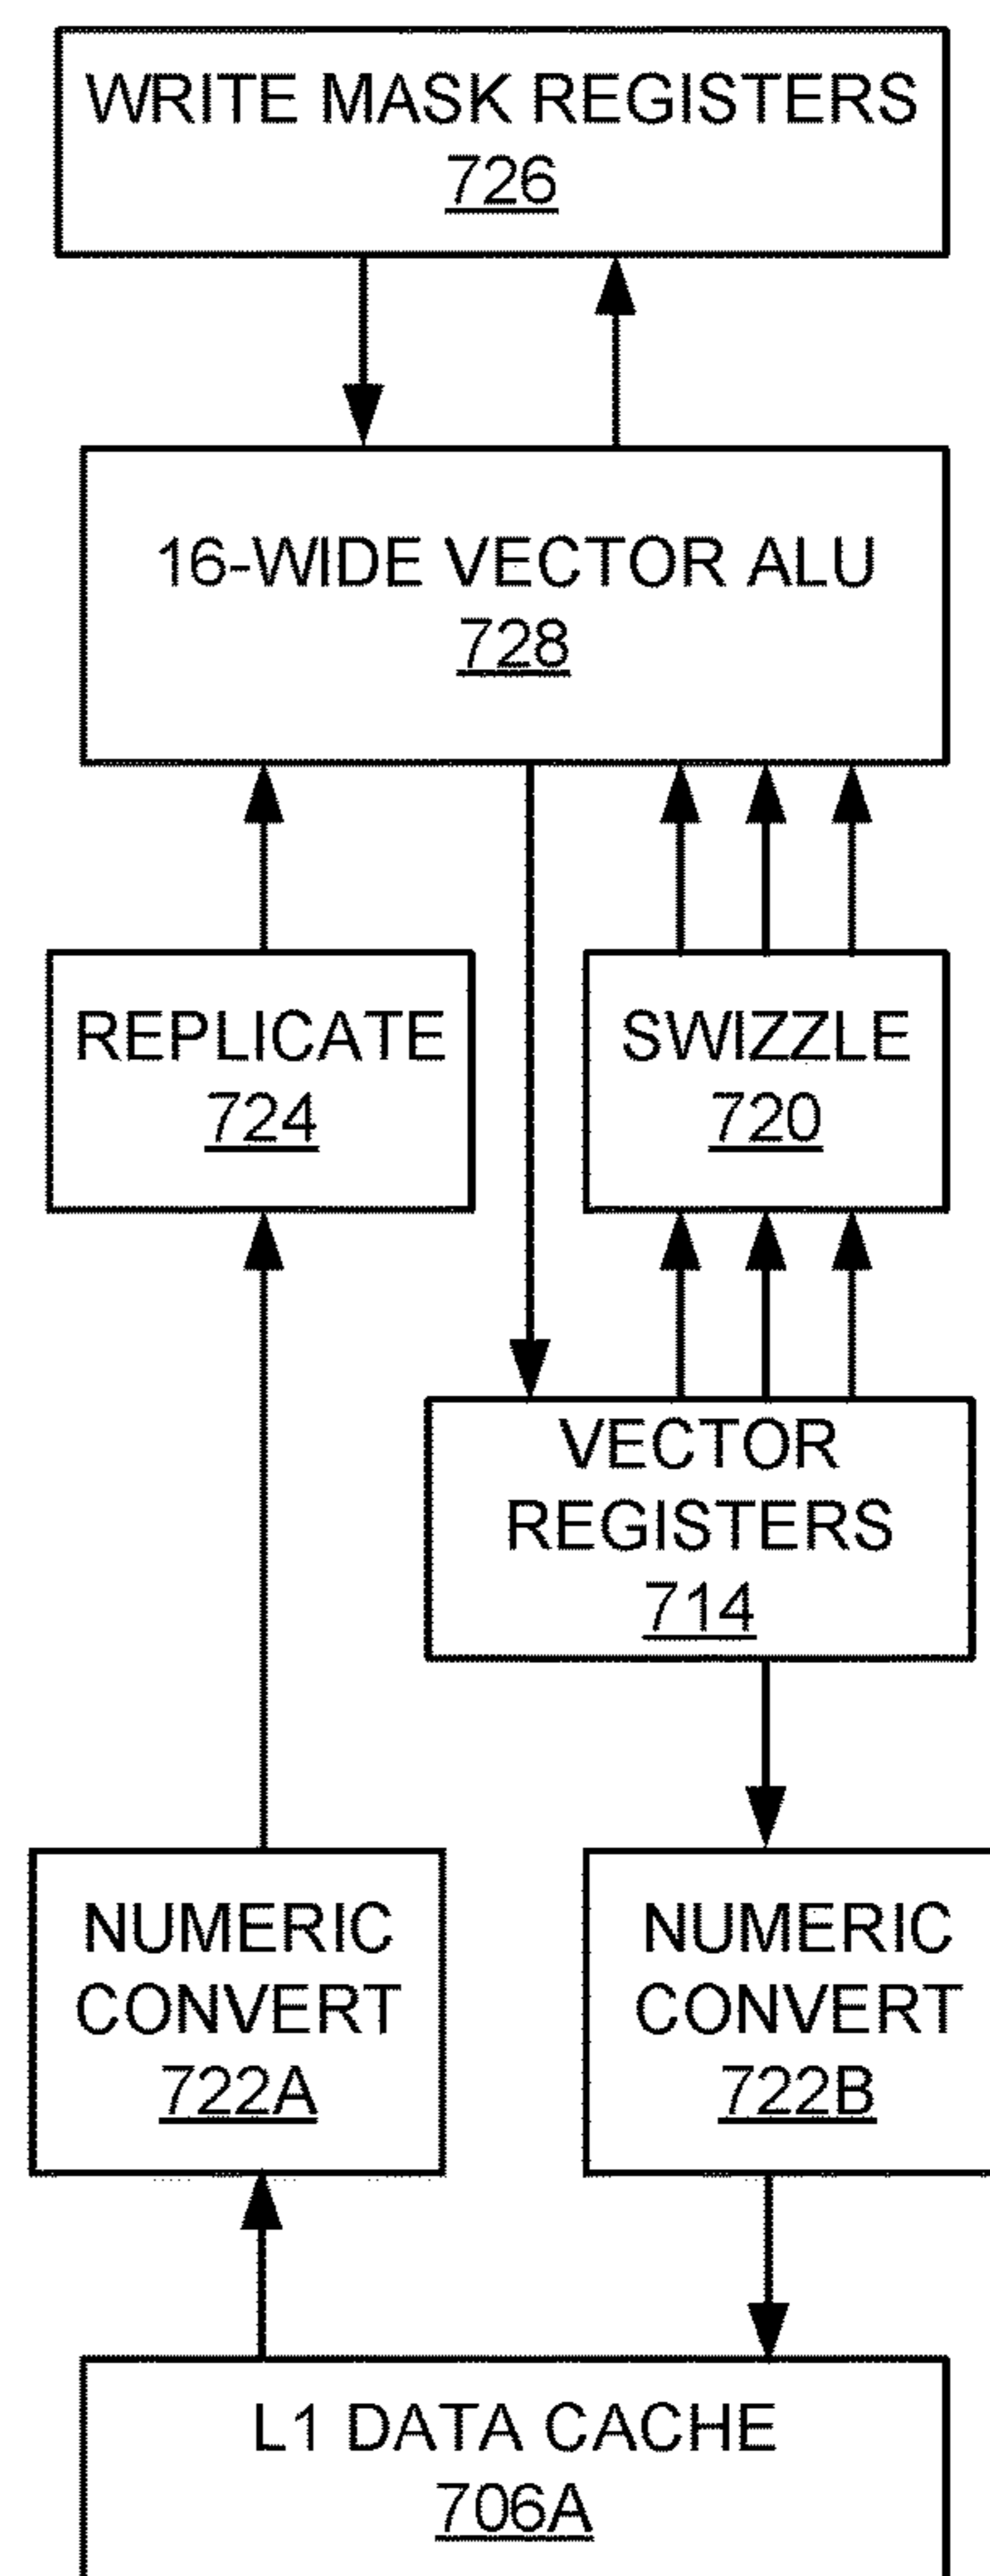 WRITE MASK REGISTERS
726
16-WIDE VECTOR ALU
728
REPLICATE
724
SWIZZLE
720
VECTOR
REGISTERS
714
NUMERIC
CONVERT
722A
NUMERIC
CONVERT
722B
L1 DATA CACHE
706A